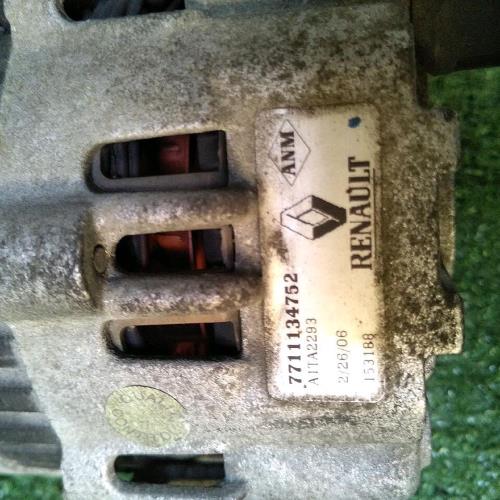 ANM
RENAULT
7711134752
A11A2293
2/26/06
153188